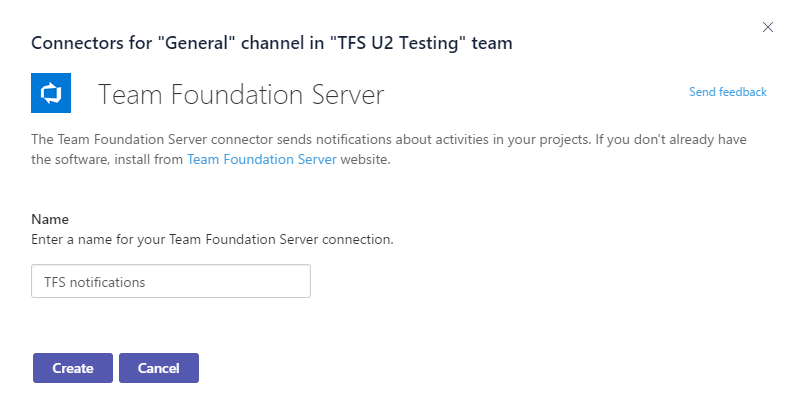 Connectors for "General" channel in "TFS U2 Testing" team
Team Foundation Server
Send feedback
The Team Foundation Server connector sends notifications about activities in your projects. If you don't already have
the software, install from Team Foundation Server website.
Name
Enter a name for your Team Foundation Server connection.
TFS notifications
Create Cancel